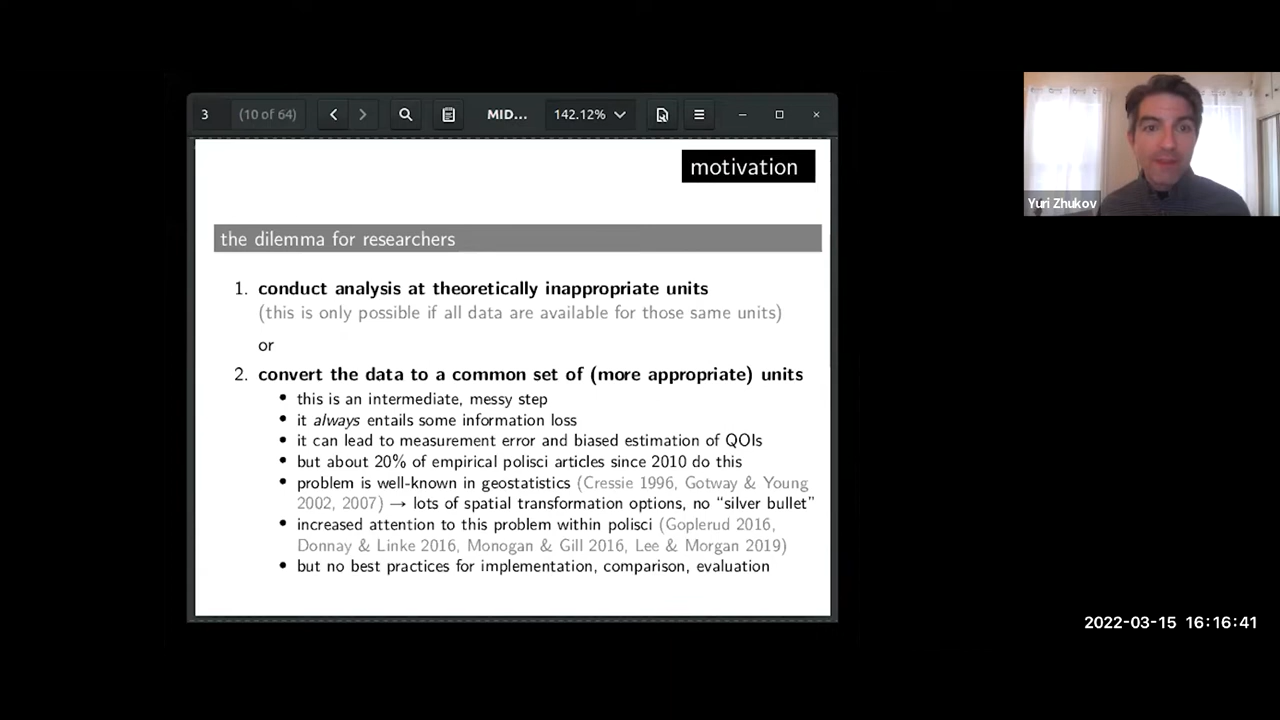 3 (10 of 64) MID... 142.12%
motivation
the dilemma for researchers
1. conduct analysis at theoretically inappropriate units
(this is only possible if all data are available for those same units)
or
2. convert the data to a common set of (more appropriate) units
• this is an intermediate, messy step
• it always entails some information loss
• it can lead to measurement error and biased estimation of QOIs
• but about 20% of empirical polisci articles since 2010 do this
• problem is well-known in geostatistics (Cressie 1996, Gotway & Young
2002, 2007) → lots of spatial transformation options, no “silver bullet”
• increased attention to this problem within polisci (Goplerud 2016,
Donnay & Linke 2016, Monogan & Gill 2016, Lee & Morgan 2019)
• but no best practices for implementation, comparison, evaluation
Yuri Zhukov
2022-03-15 16:16:41